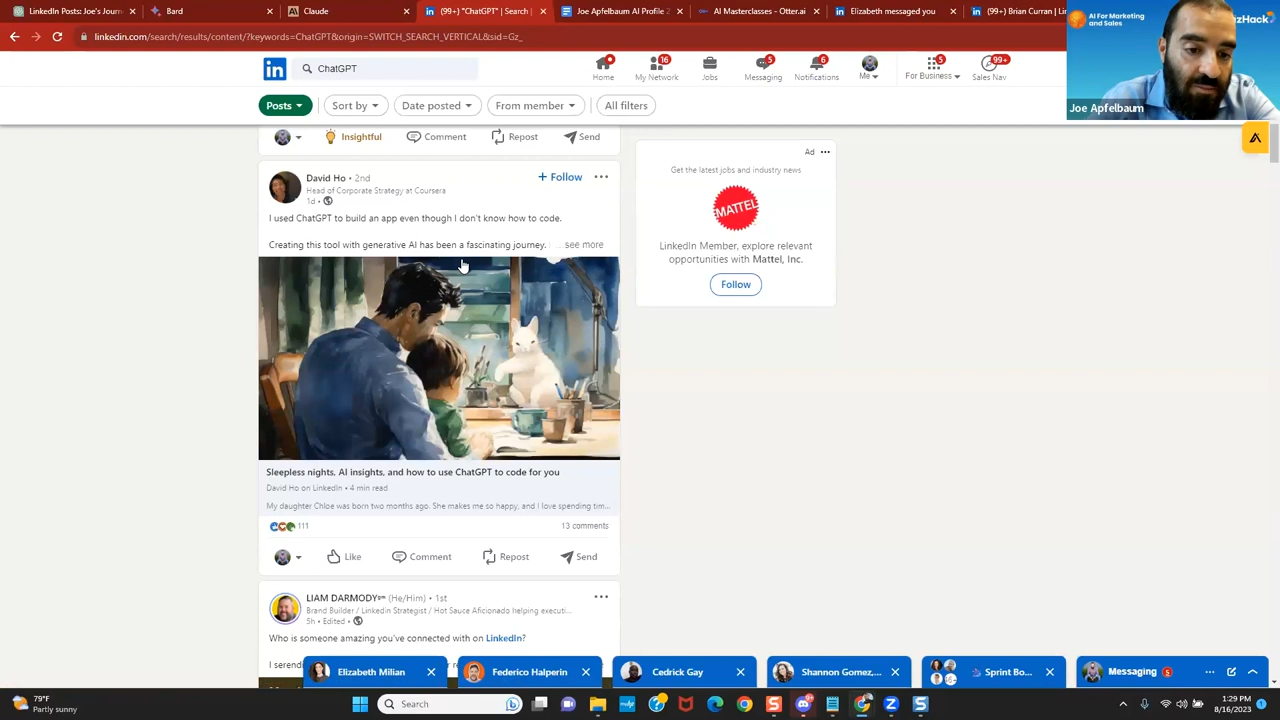 LinkedIn Posts: Joe's Journ
Bard
Claude
(99+) "ChatGPT" | Search |
Joe Apfelbaum AI Profile 2
AI Masterclasses - Otter.ai
Elizabeth messaged you
(99+) Brian Curran | Lin
linkedin.com/search/results/content/?keywords=ChatGPT&origin=SWITCH_SEARCH_VERTICAL&sid=Gz_
AI For Marketing
and Sales
Joe Apfelbaum
in
ChatGPT
Home
16
My Network
Jobs
5
Messaging
6
Notifications
Me
5
For Business
99+
Sales Nav
Posts
Sort by
Date posted
From member
All filters
Insightful
Comment
Repost
Send
David Ho • 2nd
Head of Corporate Strategy at Coursera
1d •
+ Follow
I used ChatGPT to build an app even though I don't know how to code.
Creating this tool with generative AI has been a fascinating journey.
... see more
Sleepless nights, AI insights, and how to use ChatGPT to code for you
David Ho on LinkedIn • 4 min read
My daughter Chloe was born two months ago. She makes me so happy, and I love spending tim...
111
13 comments
Like
Comment
Repost
Send
LIAM DARMODY (He/Him) • 1st
Brand Builder / LinkedIn Strategist / Hot Sauce Aficionado helping executi...
5h • Edited •
Who is someone amazing you've connected with on LinkedIn?
I serendi
Ad
Get the latest jobs and industry news
MATTEL
LinkedIn Member, explore relevant
opportunities with Mattel, Inc.
Follow
Elizabeth Milian
Federico Halperin
Cedrick Gay
Shannon Gomez,...
Sprint Bo...
Messaging
5
79°F
Partly sunny
Search
1:29 PM
8/16/2023